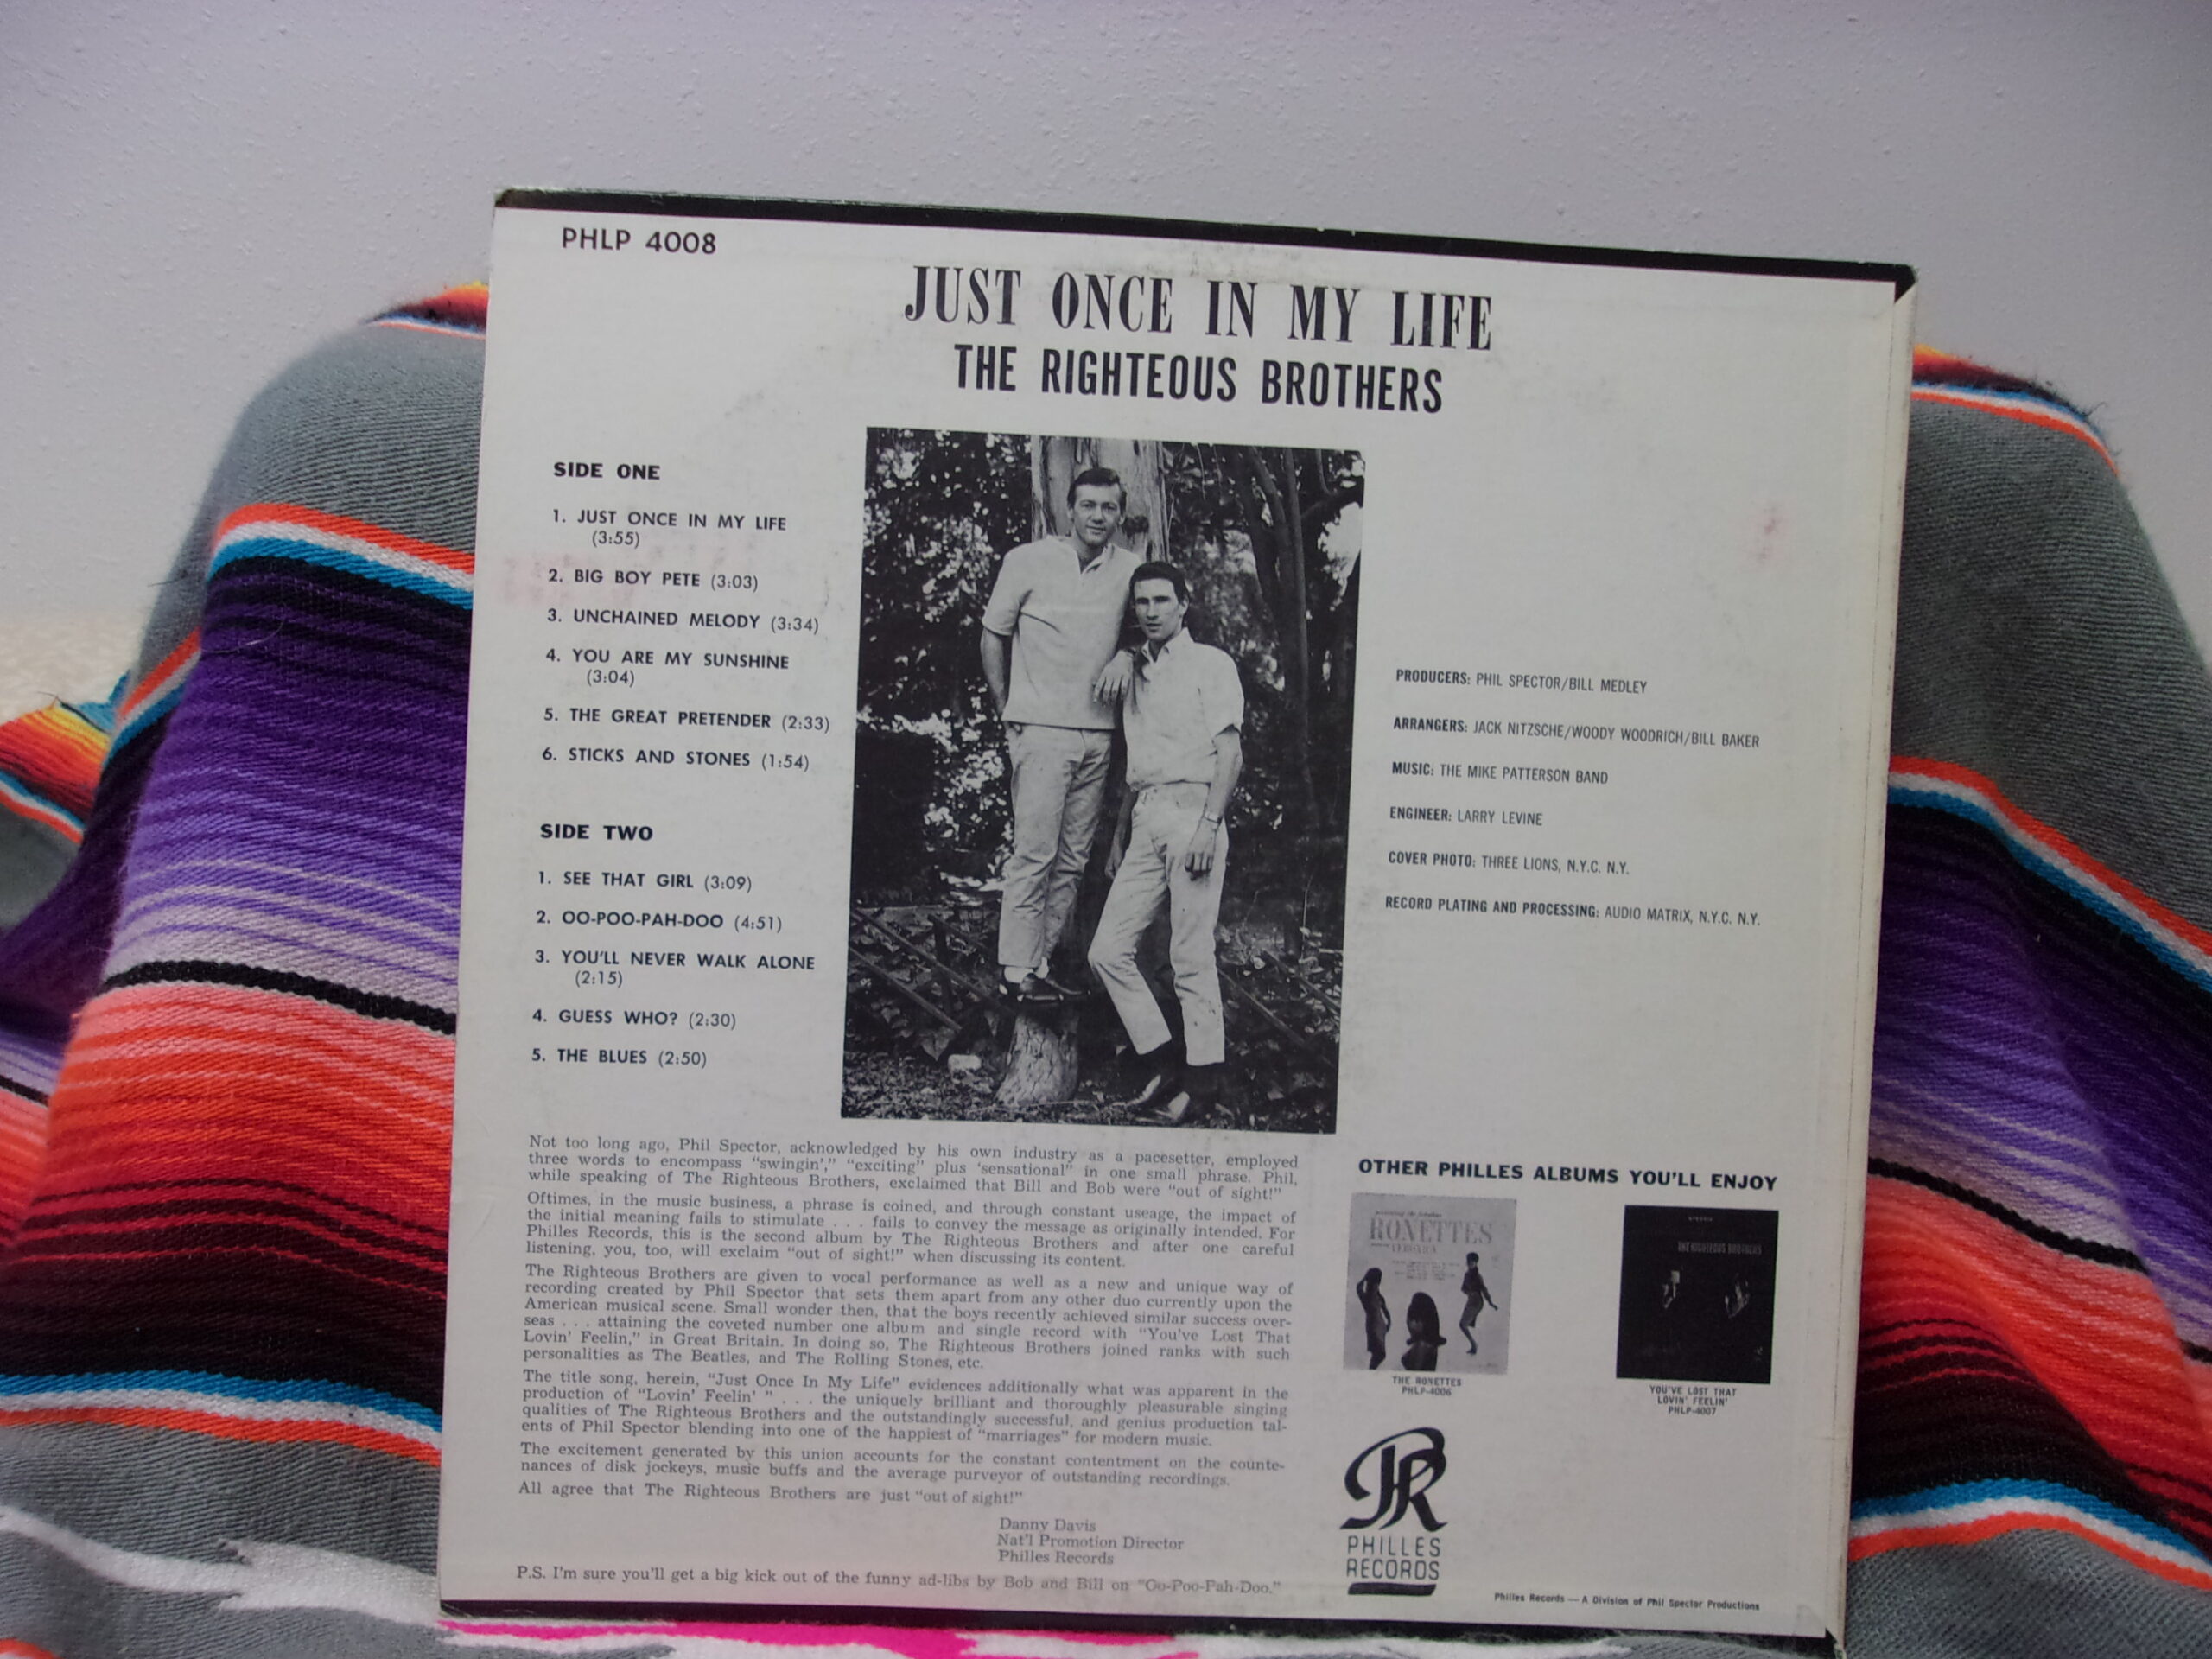 PHLP 4008
JUST ONCE IN MY LIFE
THE RIGHTEOUS BROTHERS
SIDE ONE
1. JUST ONCE IN MY LIFE
(3:55)
2. BIG BOY PETE (3:03)
3. UNCHAINED MELODY (3:34)
4. YOU ARE MY SUNSHINE
(3:04)
5. THE GREAT PRETENDER (2:33)
6. STICKS AND STONES (1:54)
SIDE TWO
1. SEE THAT GIRL (3:09)
2. OO-POO-PAH-DOO (4:51)
3. YOU'LL NEVER WALK ALONE
(2:15)
4. GUESS WHO? (2:30)
5. THE BLUES (2:50)
PRODUCERS: PHIL SPECTOR/BILL MEDLEY
ARRANGERS: JACK NITZSCHE/WOODY WOODRICH/BILL BAKER
MUSIC: THE MIKE PATTERSON BAND
ENGINEER: LARRY LEVINE
COVER PHOTO: THREE LIONS, N.Y.C. N.Y.
RECORD PLATING AND PROCESSING: AUDIO MATRIX, N.Y.C. N.Y.
Not too long ago, Phil Spector, acknowledged by his own industry as a pacesetter, employed
three words to encompass "swingin'," "exciting" plus 'sensational" in one small phrase. Phil,
while speaking of The Righteous Brothers, exclaimed that Bill and Bob were "out of sight!"
Oftimes, in the music business, a phrase is coined, and through constant useage, the impact of
the initial meaning fails to stimulate . . . fails to convey the message as originally intended. For
Philles Records, this is the second album by The Righteous Brothers and after one careful
listening, you, too, will exclaim "out of sight!" when discussing its content.
The Righteous Brothers are given to vocal performance as well as a new and unique way of
recording created by Phil Spector that sets them apart from any other duo currently upon the
American musical scene. Small wonder then, that the boys recently achieved similar success over-
seas . . . attaining the coveted number one album and single record with "You've Lost That
Lovin' Feelin," in Great Britain. In doing so, The Righteous Brothers joined ranks with such
personalities as The Beatles, and The Rolling Stones, etc.
The title song, herein, "Just Once In My Life" evidences additionally what was apparent in the
production of "Lovin' Feelin' " . . . the uniquely brilliant and thoroughly pleasurable singing
qualities of The Righteous Brothers and the outstandingly successful, and genius production tal-
ents of Phil Spector blending into one of the happiest of "marriages" for modern music.
The excitement generated by this union accounts for the constant contentment on the counte-
nances of disk jockeys, music buffs and the average purveyor of outstanding recordings.
All agree that The Righteous Brothers are just "out of sight!"
Danny Davis
Nat'l Promotion Director
Philles Records
P.S. I'm sure you'll get a big kick out of the funny ad-libs by Bob and Bill on "Oo-Poo-Pah-Doo."
OTHER PHILLES ALBUMS YOU'LL ENJOY
RONETTES
VERONICA
THE RONETTES
PHLP-4006
THE RIGHTEOUS BROTHERS
YOU'VE LOST THAT
LOVIN' FEELIN'
PHLP-4007
PR
PHILLES
RECORDS
Philles Records — A Division of Phil Spector Productions